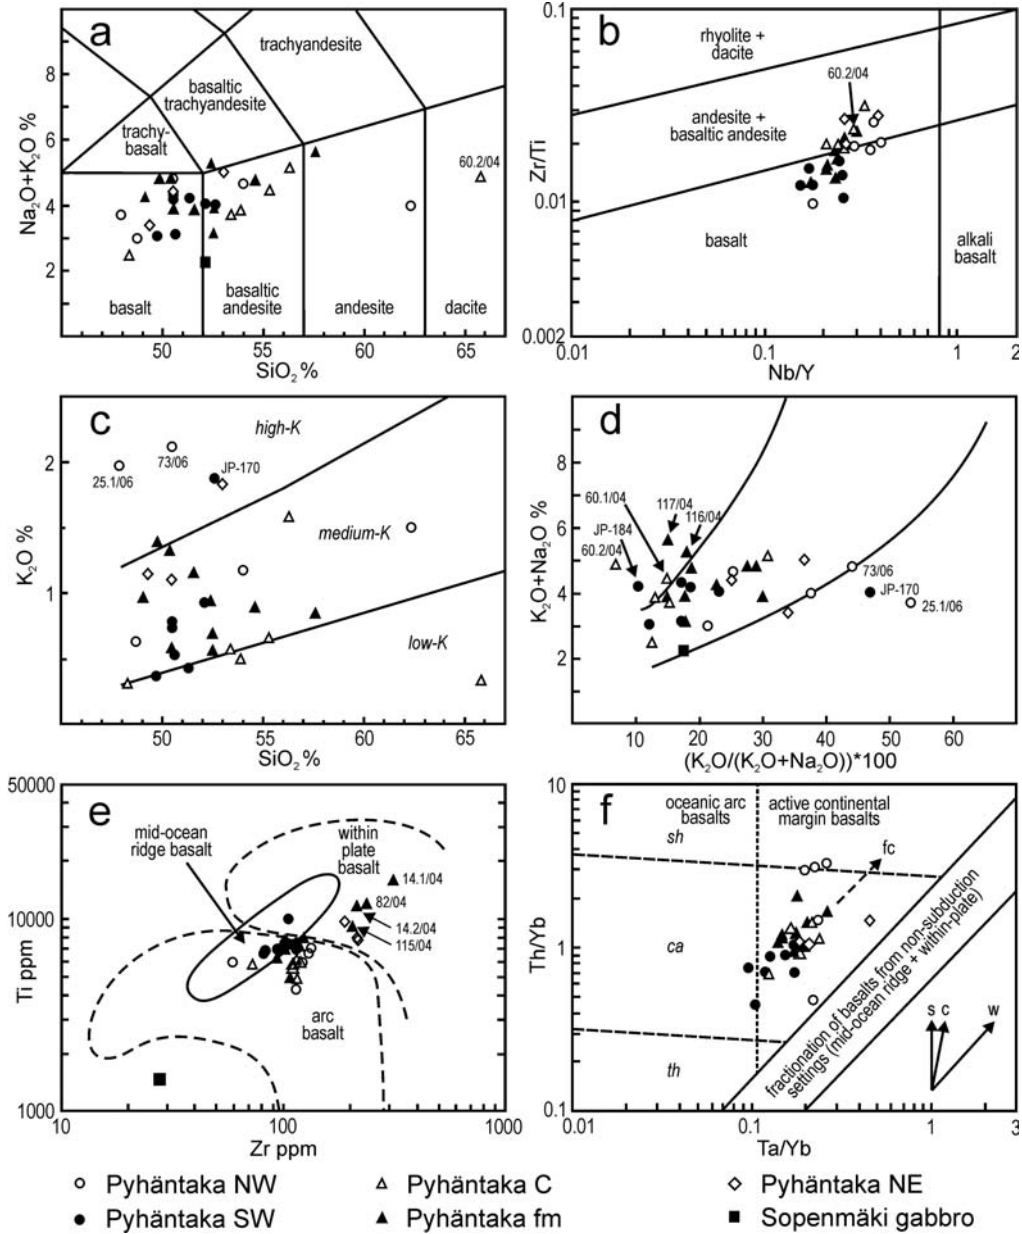 a
trachyandesite
basaltic
trachyandesite
trachy-
basalt
60.2/04
basalt
basaltic
andesite
andesite
dacite
Na₂O+K₂O %
8
6
4
2
50
55
60
65
SiO₂ %
b
rhyolite +
dacite
60.2/04
andesite +
basaltic andesite
basalt
alkali
basalt
Zr/Ti
0.1
0.01
0.002
0.01
0.1
1
2
Nb/Y
c
high-K
73/06
JP-170
25.1/06
medium-K
low-K
K₂O %
2
1
50
55
60
65
SiO₂ %
d
117/04
60.1/04
116/04
JP-184
60.2/04
73/06
JP-170
25.1/06
K₂O+Na₂O %
8
6
4
2
10
20
30
40
50
60
(K₂O/(K₂O+Na₂O))*100
e
mid-ocean
ridge basalt
within
plate
basalt
14.1/04
82/04
14.2/04
115/04
arc
basalt
Ti ppm
50000
10000
1000
10
100
1000
Zr ppm
f
oceanic arc
basalts
active continental
margin basalts
sh
fc
ca
th
fractionation of basalts from non-subduction
settings (mid-ocean ridge + within-plate)
s
c
w
Th/Yb
10
1
0.1
0.01
0.1
1
3
Ta/Yb
Pyhäntaka NW
Pyhäntaka C
Pyhäntaka NE
Pyhäntaka SW
Pyhäntaka fm
Sopenmäki gabbro